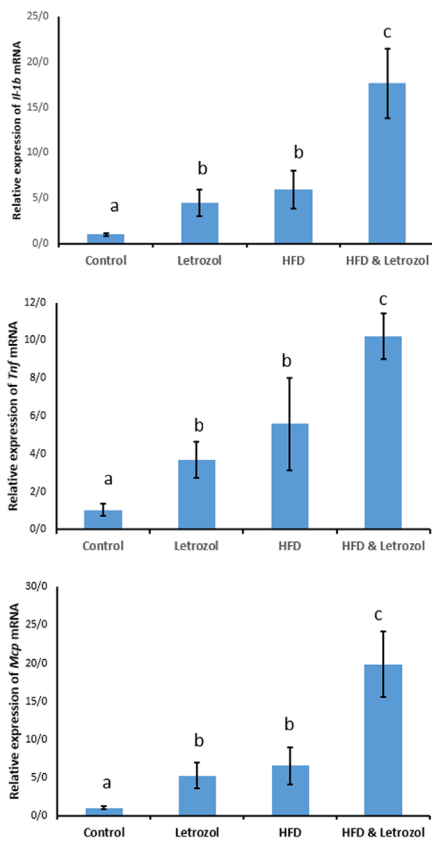 Relative expression of Il-1b mRNA
25/0
20/0
15/0
10/0
5/0
0/0
a
b
b
c
Control
Letrozol
HFD
HFD & Letrozol
Relative expression of Tnf mRNA
12/0
10/0
8/0
6/0
4/0
2/0
0/0
a
b
b
c
Control
Letrozol
HFD
HFD & Letrozol
Relative expression of Mcp mRNA
30/0
25/0
20/0
15/0
10/0
5/0
0/0
a
b
b
c
Control
Letrozol
HFD
HFD & Letrozol